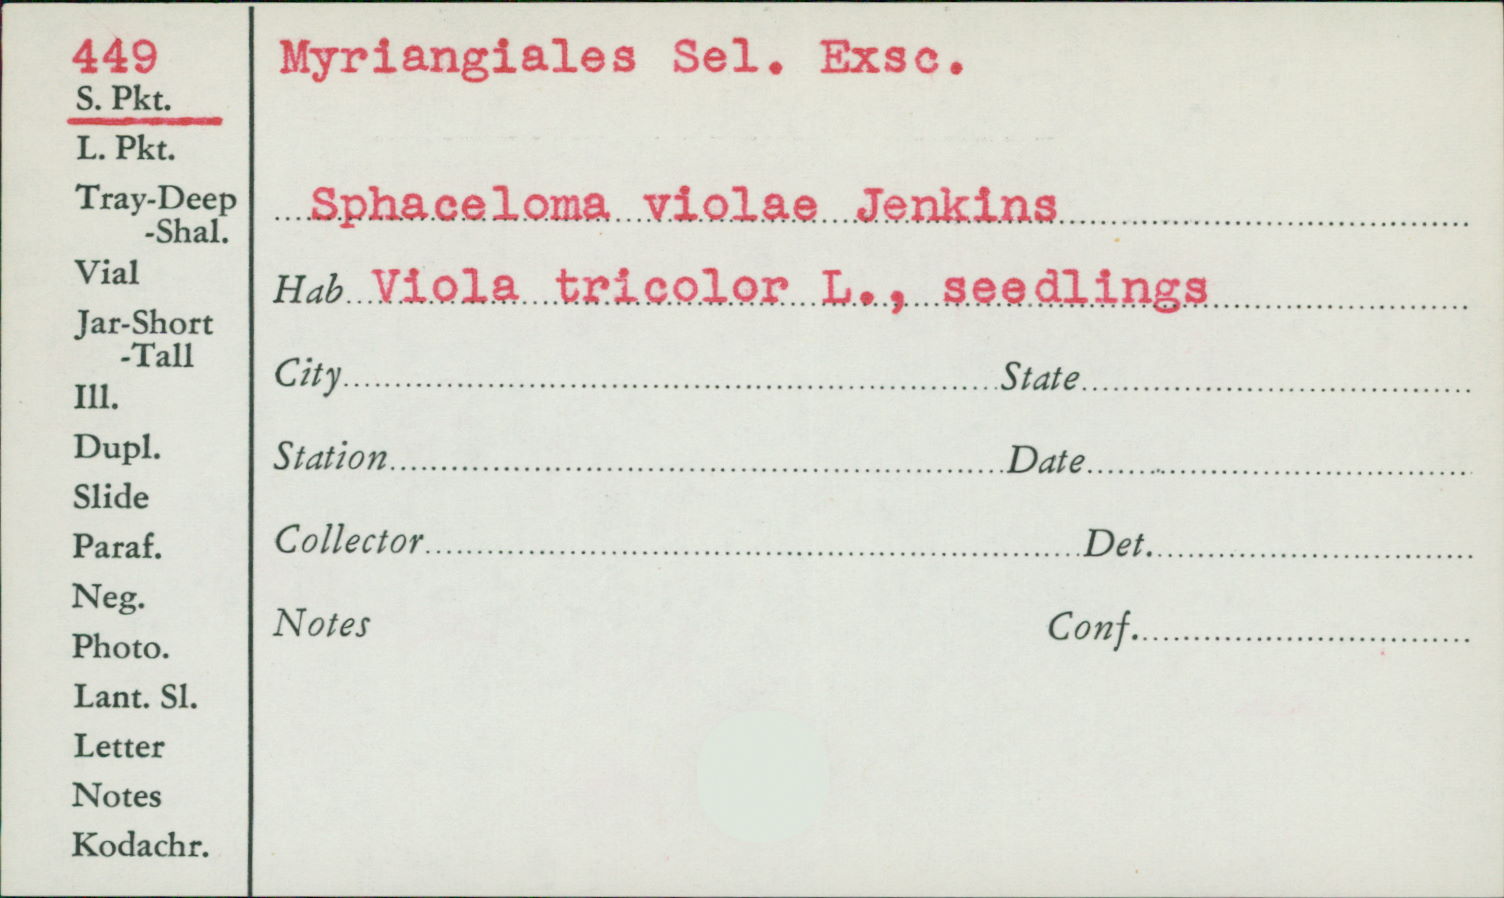 449
S. Pkt.
L. Pkt.
Tray-Deep
-Shal.
Vial
Jar-Short
-Tall
Ill.
Dupl.
Slide
Paraf.
Neg.
Photo.
Lant. Sl.
Letter
Notes
Kodachr.
Myriangiales Sel. Exsc.
Sphaceloma violae Jenkins
Hab Viola tricolor L., seedlings
City State
Station Date
Collector Det.
Notes Conf.